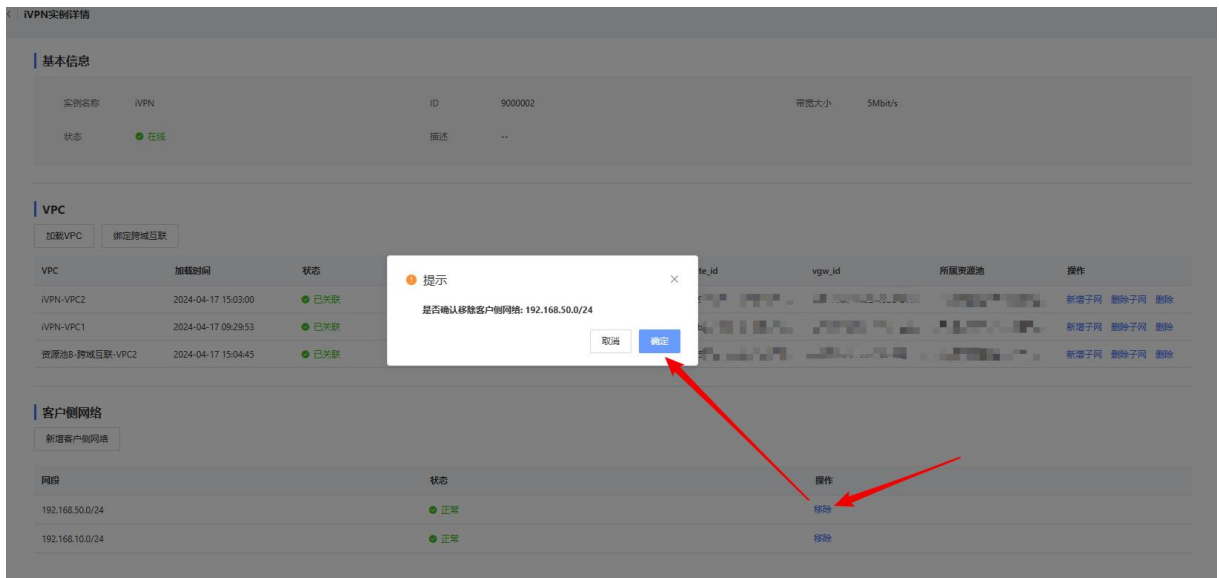 iVPN实例详情
基本信息
实例名称 iVPN ID 9000002 带宽大小 5Mbit/s
状态 在线 描述 --
VPC
加载VPC 绑定跨域互联
VPC 加载时间 状态 te_id vgw_id 所属资源池 操作
iVPN-VPC2 2024-04-17 15:03:00 已关联 新增子网 删除子网 删除
iVPN-VPC1 2024-04-17 09:29:53 已关联 新增子网 删除子网 删除
资源池B-跨域互联-VPC2 2024-04-17 15:04:45 已关联 新增子网 删除子网 删除
提示
是否确认移除客户侧网络: 192.168.50.0/24
取消 确定
客户侧网络
新增客户侧网络
网段 状态 操作
192.168.50.0/24 正常 移除
192.168.10.0/24 正常 移除